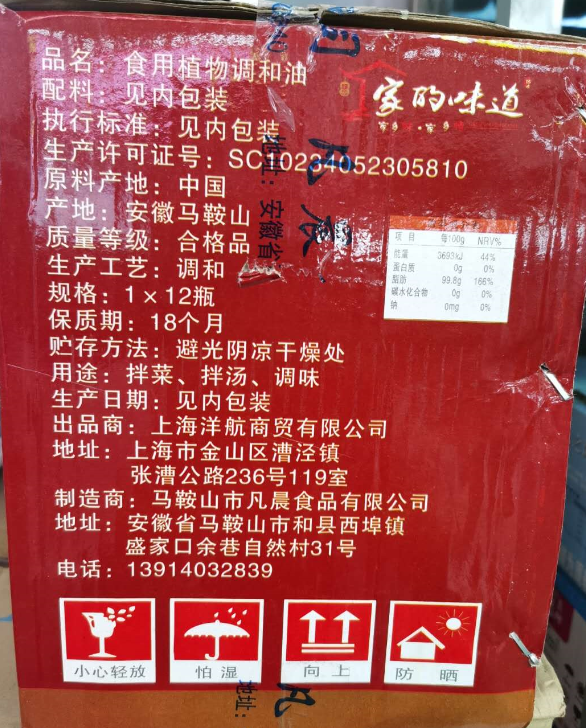 品名：食用植物调和油
配料：见内包装
执行标准：见内包装
生产许可证号：SC10234052305810
原料产地：中国
产地：安徽马鞍山
质量等级：合格品
生产工艺：调和
规格：1×12瓶
保质期：18个月
贮存方法：避光阴凉干燥处
用途：拌菜、拌汤、调味
生产日期：见内包装
出品商：上海洋航商贸有限公司
地址：上海市金山区漕泾镇
张漕公路236号119室
制造商：马鞍山市凡晨食品有限公司
地址：安徽省马鞍山市和县西埠镇
盛家口余巷自然村31号
电话：13914032839
家的味道
项目 每100g NRV%
能量 3693kJ 44%
蛋白质 0g 0%
脂肪 99.8g 166%
碳水化合物 0g 0%
钠 0mg 0%
凡晨
地址：安徽省
小心轻放
怕湿
向上
防晒
地址：
凡